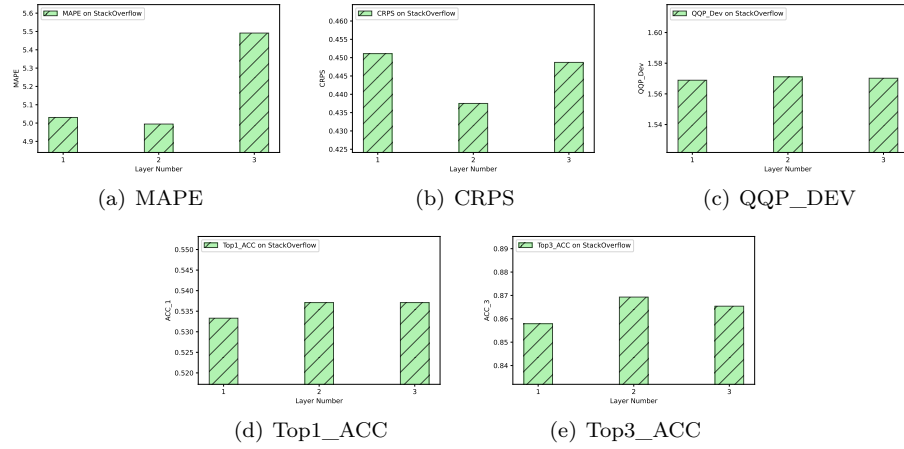 MAPE on StackOverflow
5.6
5.5
5.4
5.3
5.2
5.1
5.0
4.9
MAPE
1 2 3
Layer Number
(a) MAPE
CRPS on StackOverflow
0.460
0.455
0.450
0.445
0.440
0.435
0.430
0.425
CRPS
1 2 3
Layer Number
(b) CRPS
QQP_Dev on StackOverflow
1.60
1.58
1.56
1.54
QQP_Dev
1 2 3
Layer Number
(c) QQP_DEV
Top1_ACC on StackOverflow
0.550
0.545
0.540
0.535
0.530
0.525
0.520
ACC_1
1 2 3
Layer Number
(d) Top1_ACC
Top3_ACC on StackOverflow
0.89
0.88
0.87
0.86
0.85
0.84
ACC_3
1 2 3
Layer Number
(e) Top3_ACC